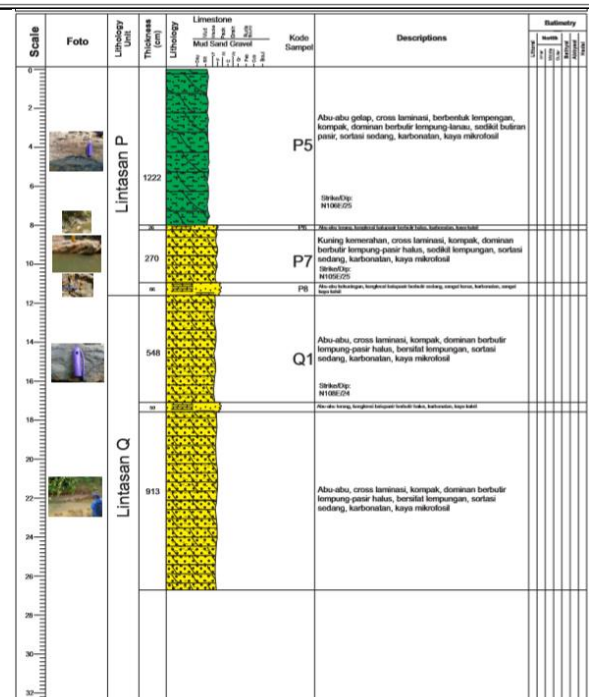 Scale
Foto
Lithology Unit
Thickness (cm)
Lithology
Limestone
Mud Sand Gravel
Kode Sampel
Descriptions
Batimetry
0
2
4
6
8
10
12
14
16
18
20
22
24
26
28
30
32
Lintasan P
1222
P5
Abu-abu gelap, cross laminasi, berbentuk lempengan,
kompak, dominan berbutir lempung-lanau, sedikit butiran
pasir, sortasi sedang, karbonatan, kaya mikrofosil
Strike/Dip:
N106E/25
P6
270
P7
Kuning kemerahan, cross laminasi, kompak, dominan
berbutir lempung-pasir halus, sedikit lempungan, sortasi
sedang, karbonatan, kaya mikrofosil
Strike/Dip:
N105E/25
P8
Lintasan Q
548
Q1
Abu-abu, cross laminasi, kompak, dominan berbutir
lempung-pasir halus, bersifat lempungan, sortasi
sedang, karbonatan, kaya mikrofosil
Strike/Dip:
N108E/24
913
Abu-abu, cross laminasi, kompak, dominan berbutir
lempung-pasir halus, bersifat lempungan, sortasi
sedang, karbonatan, kaya mikrofosil